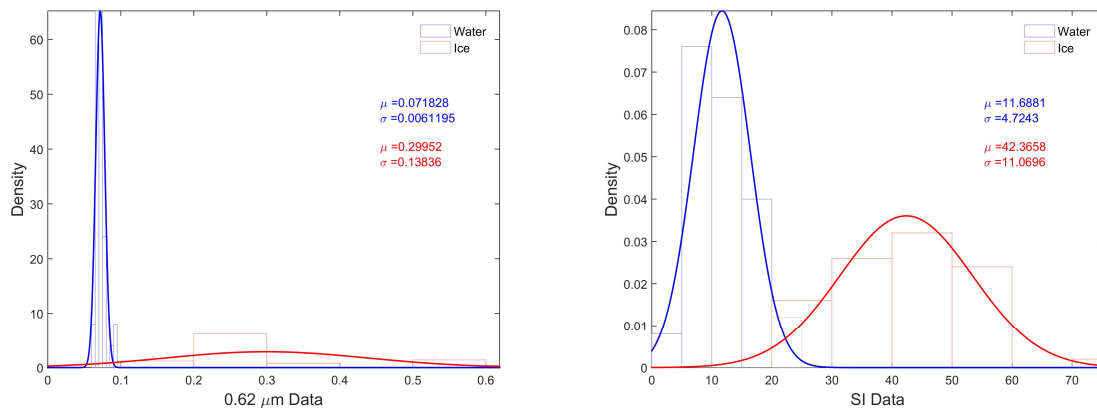 Water
Ice
μ =0.071828
σ =0.0061195
μ =0.29952
σ =0.13836
Density
60
50
40
30
20
10
0
0
0.1
0.2
0.3
0.4
0.5
0.6
0.62 μm Data
Water
Ice
μ =11.6881
σ =4.7243
μ =42.3658
σ =11.0696
Density
0.08
0.07
0.06
0.05
0.04
0.03
0.02
0.01
0
0
10
20
30
40
50
60
70
SI Data